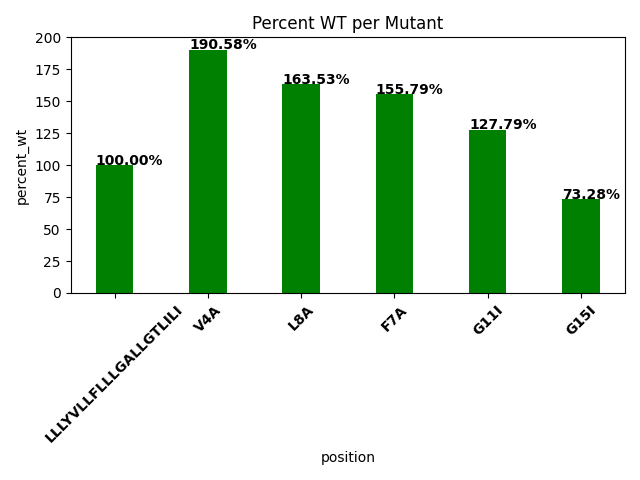 Percent WT per Mutant
percent_wt
200
175
150
125
100
75
50
25
0
100.00%
190.58%
163.53%
155.79%
127.79%
73.28%
LLLYVLLFLLLGALLGTLILI
V4A
L8A
F7A
G11I
G15I
position